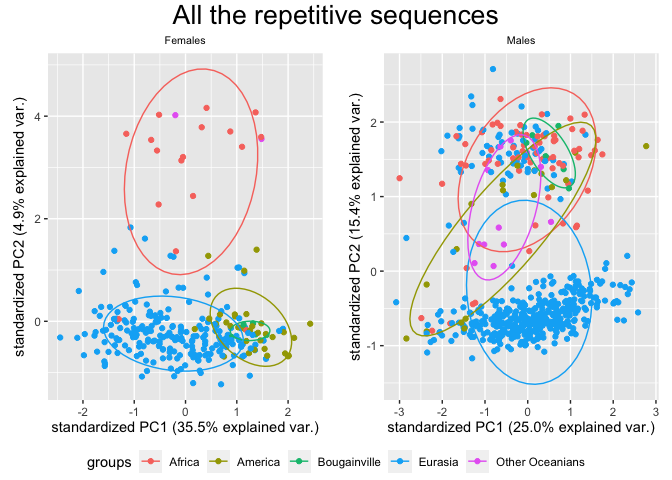 All the repetitive sequences
Females
Males
standardized PC2 (4.9% explained var.)
4
2
0
-2
-1
0
1
2
standardized PC1 (35.5% explained var.)
standardized PC2 (15.4% explained var.)
2
1
0
-1
-3
-2
-1
0
1
2
3
standardized PC1 (25.0% explained var.)
groups
Africa
America
Bougainville
Eurasia
Other Oceanians